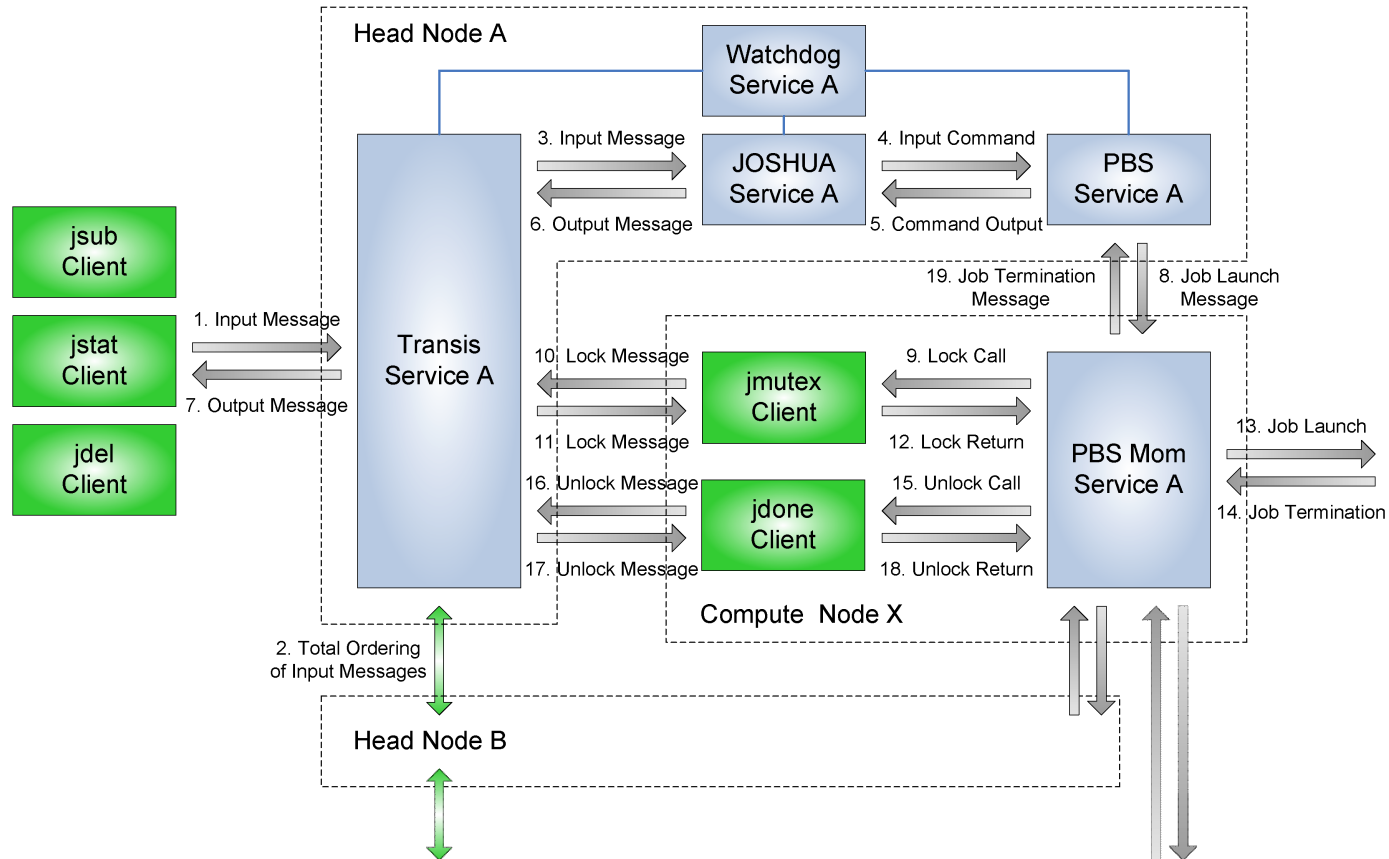 Head Node A
Watchdog
Service A
3. Input Message
JOSHUA
Service A
4. Input Command
PBS
Service A
6. Output Message
5. Command Output
jsub
Client
19. Job Termination
Message
8. Job Launch
Message
1. Input Message
jstat
Client
7. Output Message
Transis
Service A
10. Lock Message
jmutex
Client
9. Lock Call
11. Lock Message
12. Lock Return
jdel
Client
PBS Mom
Service A
13. Job Launch
14. Job Termination
16. Unlock Message
jdone
Client
15. Unlock Call
17. Unlock Message
18. Unlock Return
Compute  Node X
2. Total Ordering
of Input Messages
Head Node B